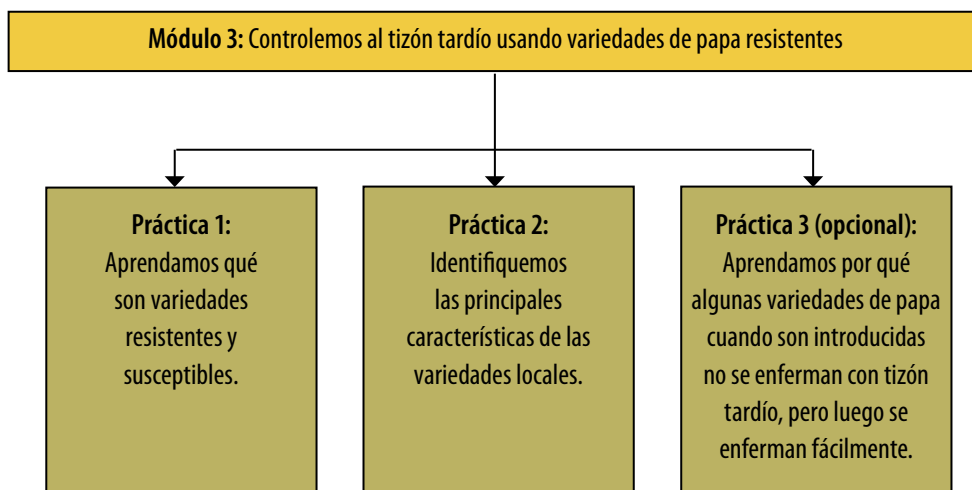 Módulo 3: Controlemos al tizón tardío usando variedades de papa resistentes
Práctica 1:
Aprendamos qué
son variedades
resistentes y
susceptibles.
Práctica 2:
Identifiquemos
las principales
características de las
variedades locales.
Práctica 3 (opcional):
Aprendamos por qué
algunas variedades de papa
cuando son introducidas
no se enferman con tizón
tardío, pero luego se
enferman fácilmente.